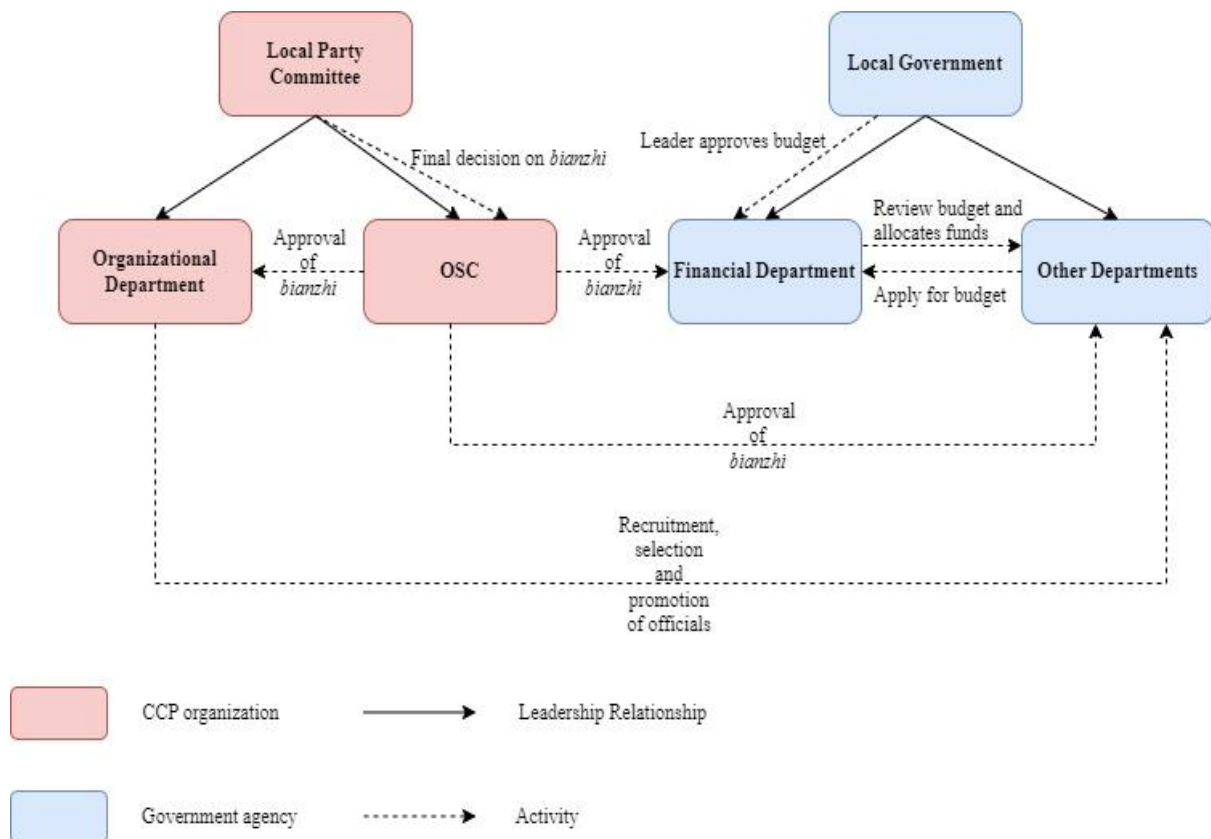 Local Party
Committee
Local Government
Leader approves budget
Final decision on bianzhi
Organizational
Department
Approval
of
bianzhi
OSC
Approval
of
bianzhi
Financial Department
Review budget and
allocates funds
Apply for budget
Other Departments
Approval
of
bianzhi
Recruitment,
selection
and
promotion
of officials
CCP organization
Leadership Relationship
Government agency
Activity